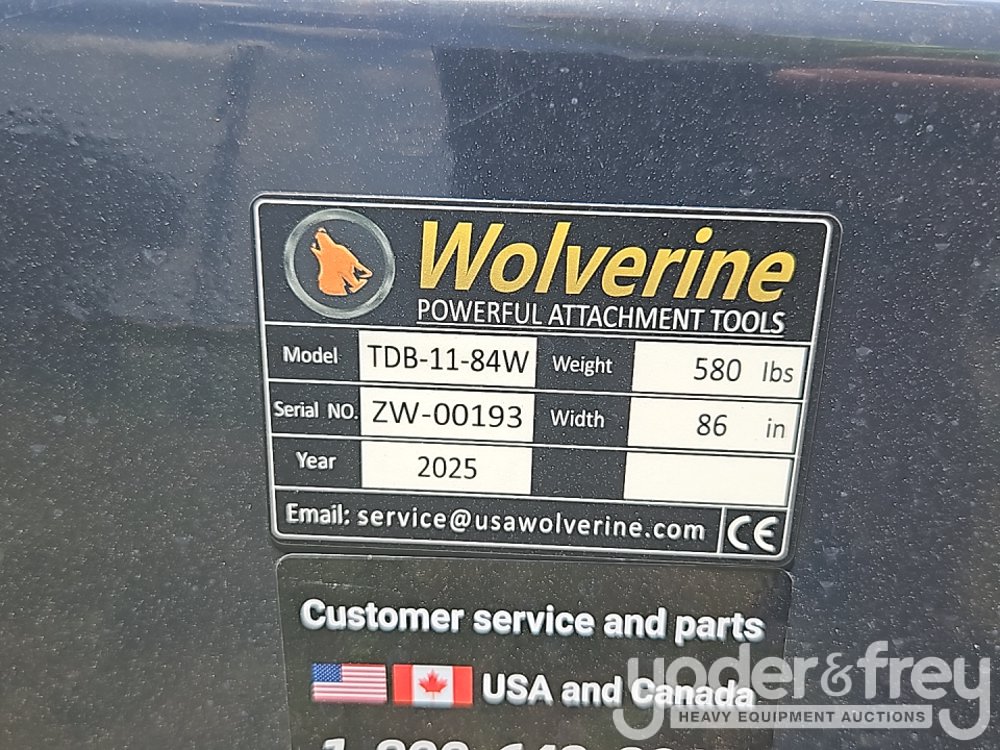 Wolverine
POWERFUL ATTACHMENT TOOLS
Model TDB-11-84W Weight 580 lbs
Serial NO. ZW-00193 Width 86 in
Year 2025
Email: service@usawolverine.com CE
Customer service and parts
USA and Canada
yoder&frey
HEAVY EQUIPMENT AUCTIONS